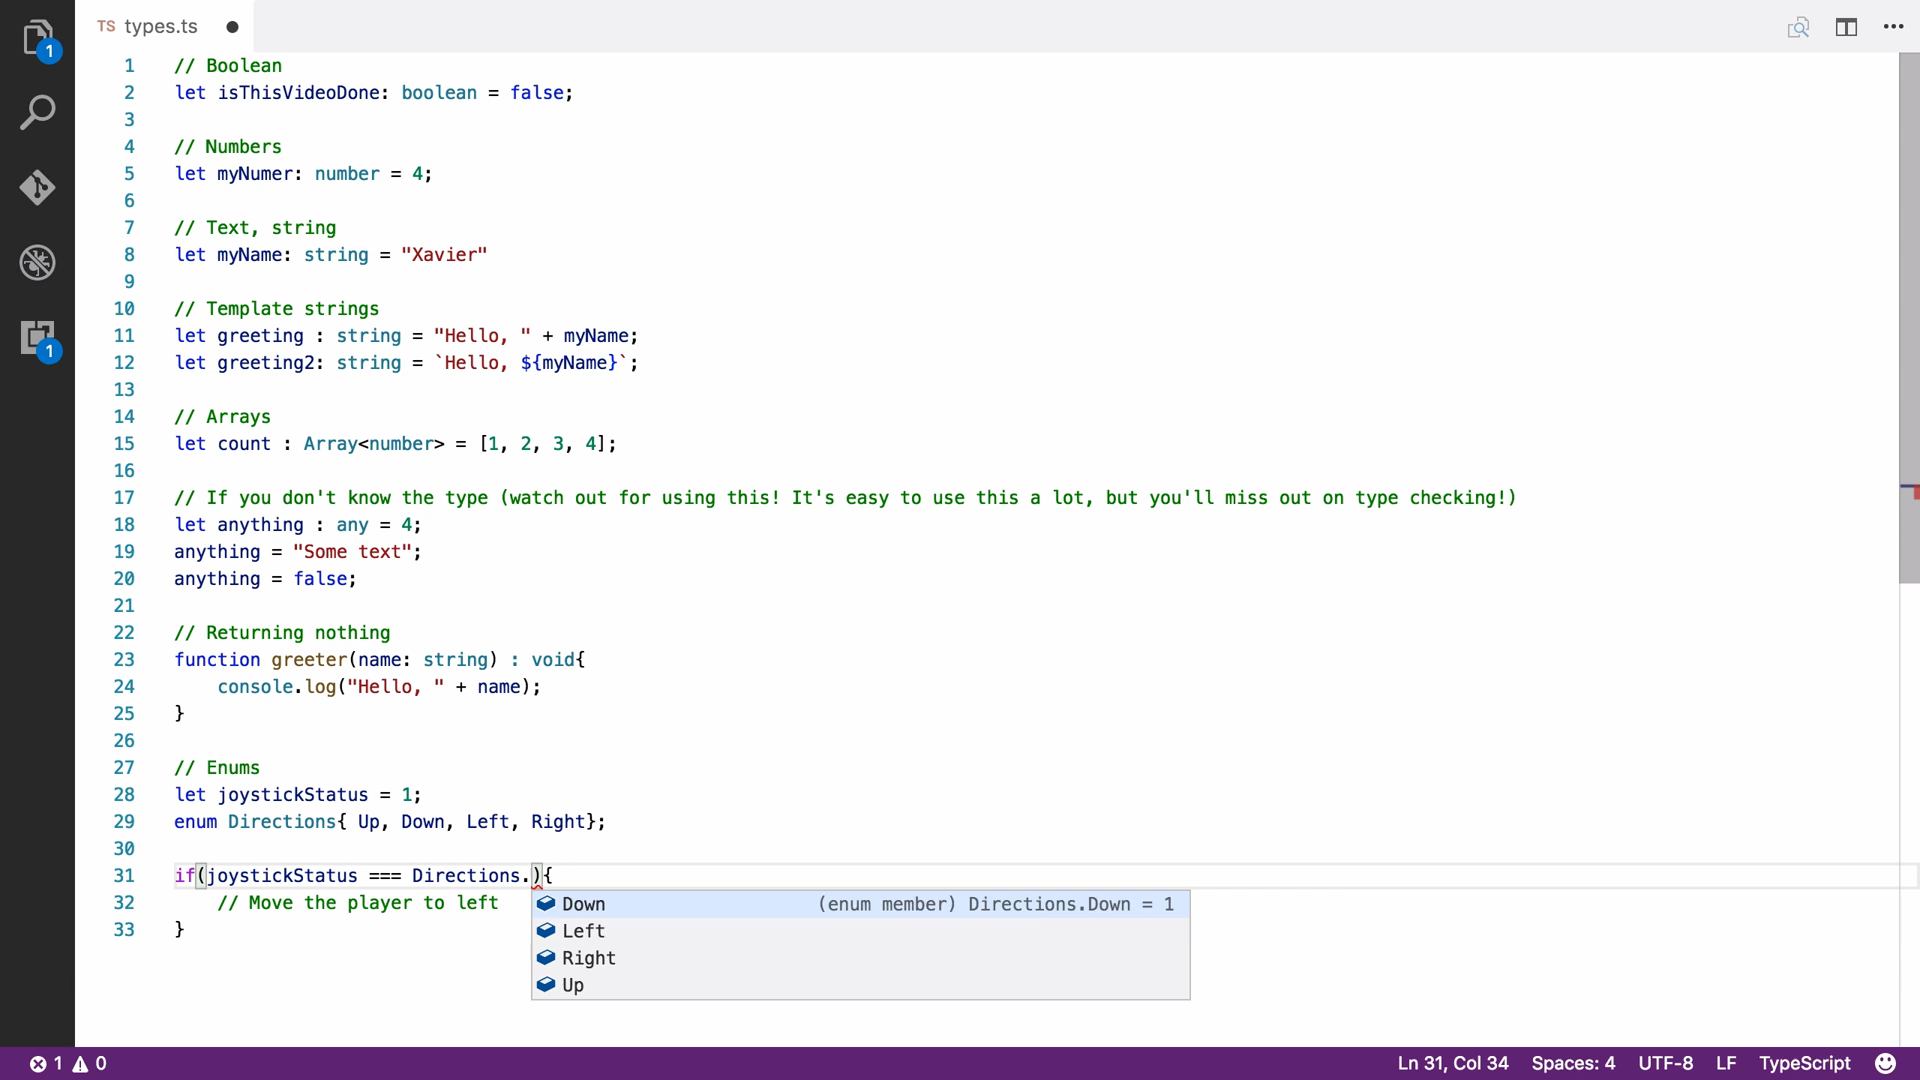 TS types.ts
1 // Boolean
2 let isThisVideoDone: boolean = false;
3
4 // Numbers
5 let myNumer: number = 4;
6
7 // Text, string
8 let myName: string = "Xavier"
9
10 // Template strings
11 let greeting : string = "Hello, " + myName;
12 let greeting2: string = `Hello, ${myName}`;
13
14 // Arrays
15 let count : Array<number> = [1, 2, 3, 4];
16
17 // If you don't know the type (watch out for using this! It's easy to use this a lot, but you'll miss out on type checking!)
18 let anything : any = 4;
19 anything = "Some text";
20 anything = false;
21
22 // Returning nothing
23 function greeter(name: string) : void{
24     console.log("Hello, " + name);
25 }
26
27 // Enums
28 let joystickStatus = 1;
29 enum Directions{ Up, Down, Left, Right};
30
31 if(joystickStatus === Directions.){
32     // Move the player to left
33 }
Down (enum member) Directions.Down = 1
Left
Right
Up
1
1
1 0 Ln 31, Col 34 Spaces: 4 UTF-8 LF TypeScript